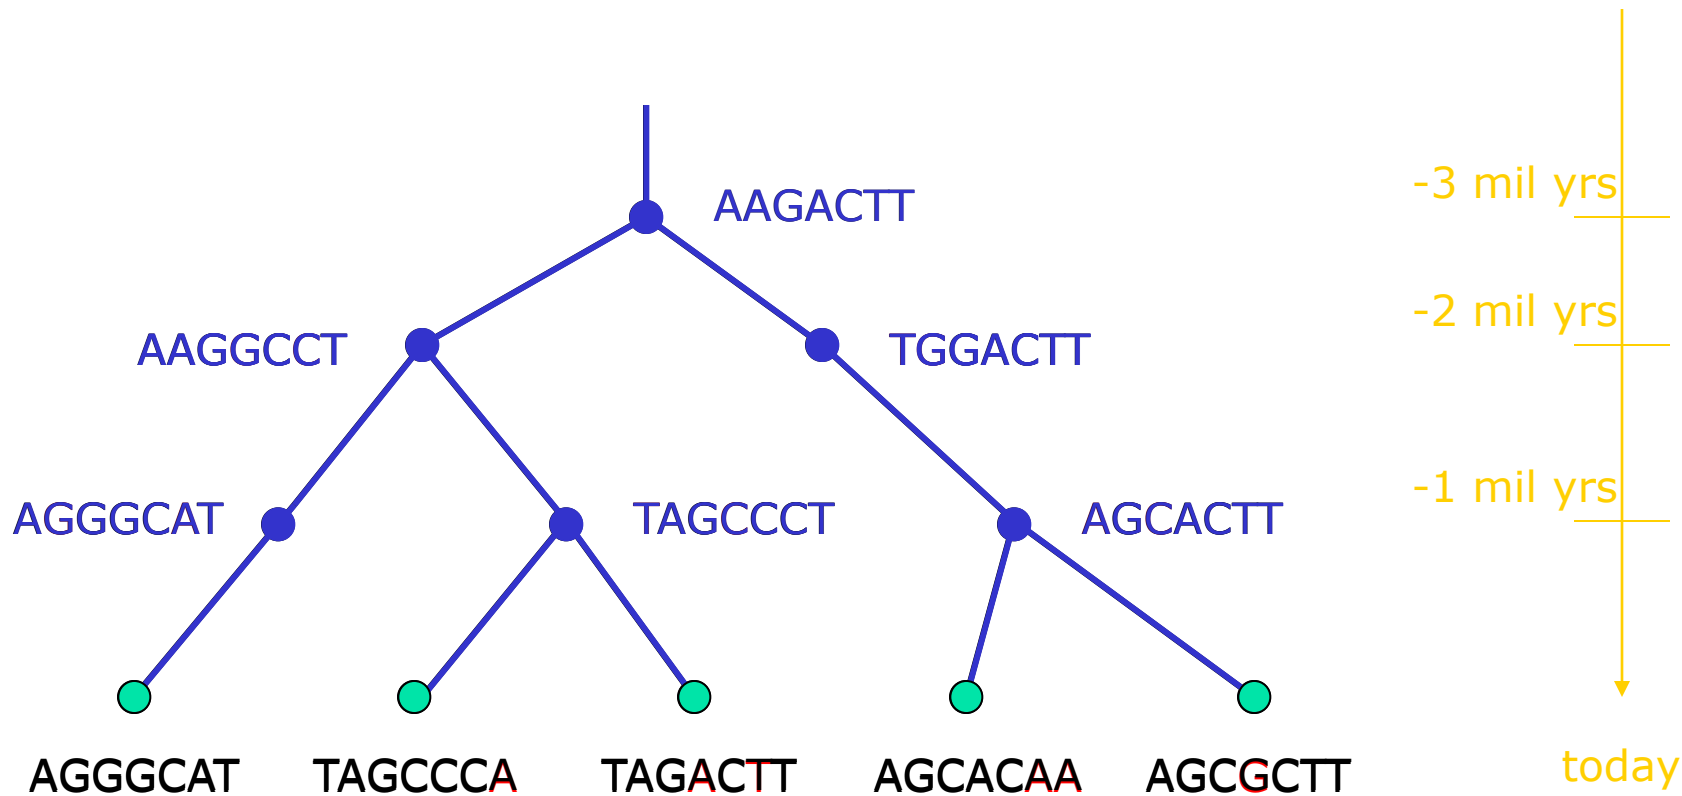 AAGACTT
-3 mil yrs
AAGGCCT
TGGACTT
-2 mil yrs
AGGGCAT
TAGCCCT
AGCACTT
-1 mil yrs
AGGGCAT
TAGCCCA
TAGACTT
AGCACAA
AGCGCTT
today